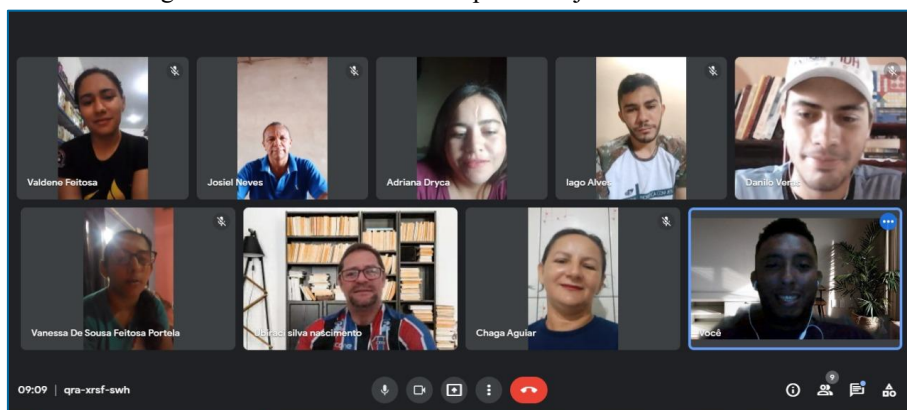 Valdene Feitosa
Josiel Neves
Adriana Dryca
Iago Alves
Danilo Veras
Vanessa De Sousa Feitosa Portela
silva nascimento
Chaga Aguiar
Você
09:09 | qra-xrsf-swh
9